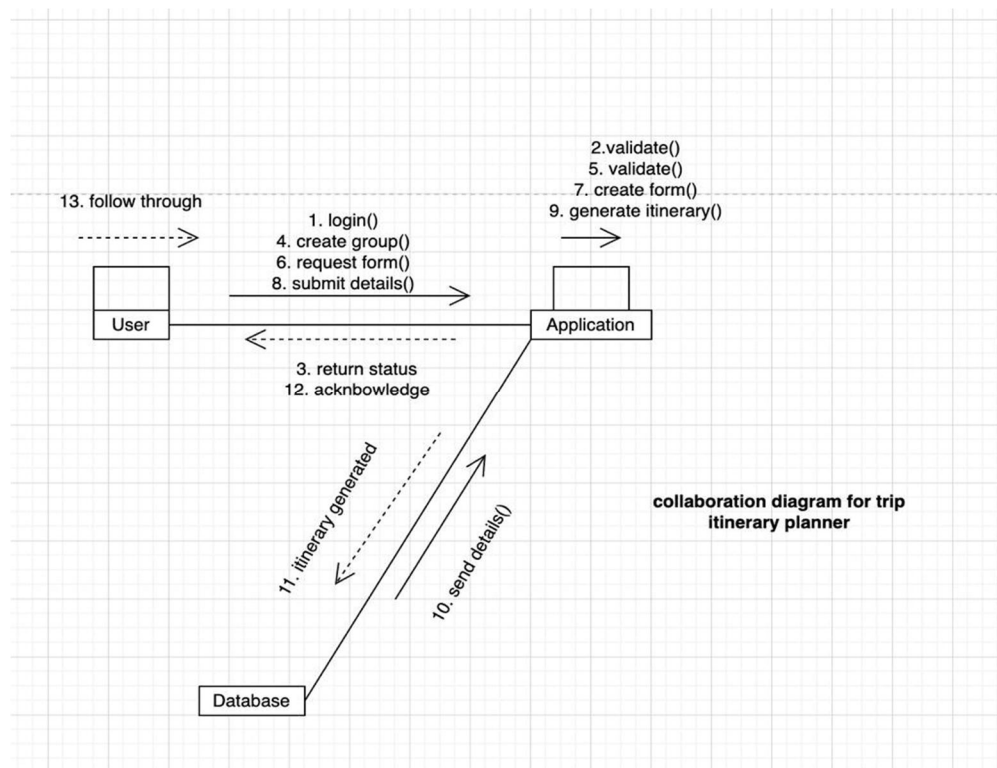 2.validate()
5. validate()
7. create form()
9. generate itinerary()
13. follow through
1. login()
4. create group()
6. request form()
8. submit details()
User
Application
3. return status
12. acknbowledge
11. itinerary generated
10. send details()
collaboration diagram for trip
itinerary planner
Database